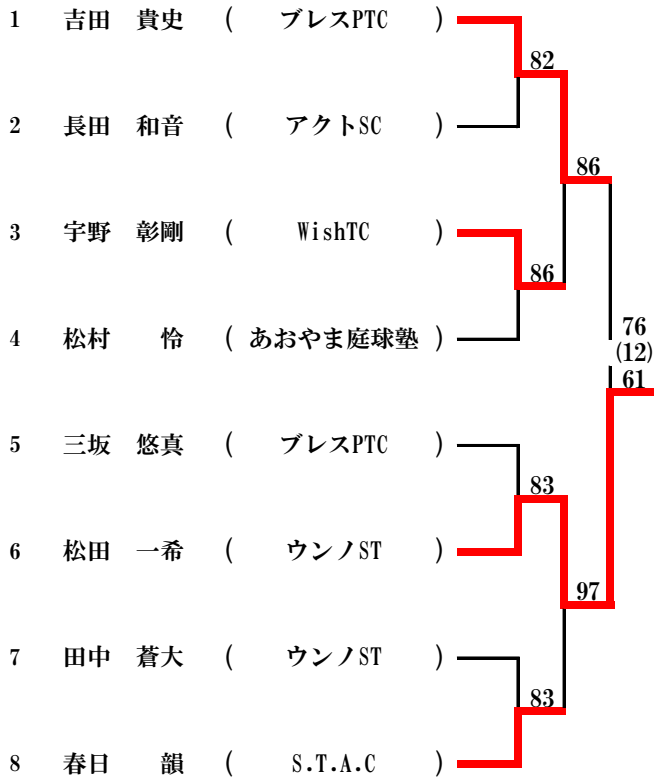 1 吉田 貴史 ( ブレスPTC )
82
2 長田 和音 ( アクトSC )
86
3 宇野 彰剛 ( WishTC )
86
4 松村 怜 ( あおやま庭球塾 )
76
(12)
61
5 三坂 悠真 ( ブレスPTC )
83
6 松田 一希 ( ウンノST )
97
7 田中 蒼大 ( ウンノST )
83
8 春日 韻 ( S.T.A.C )